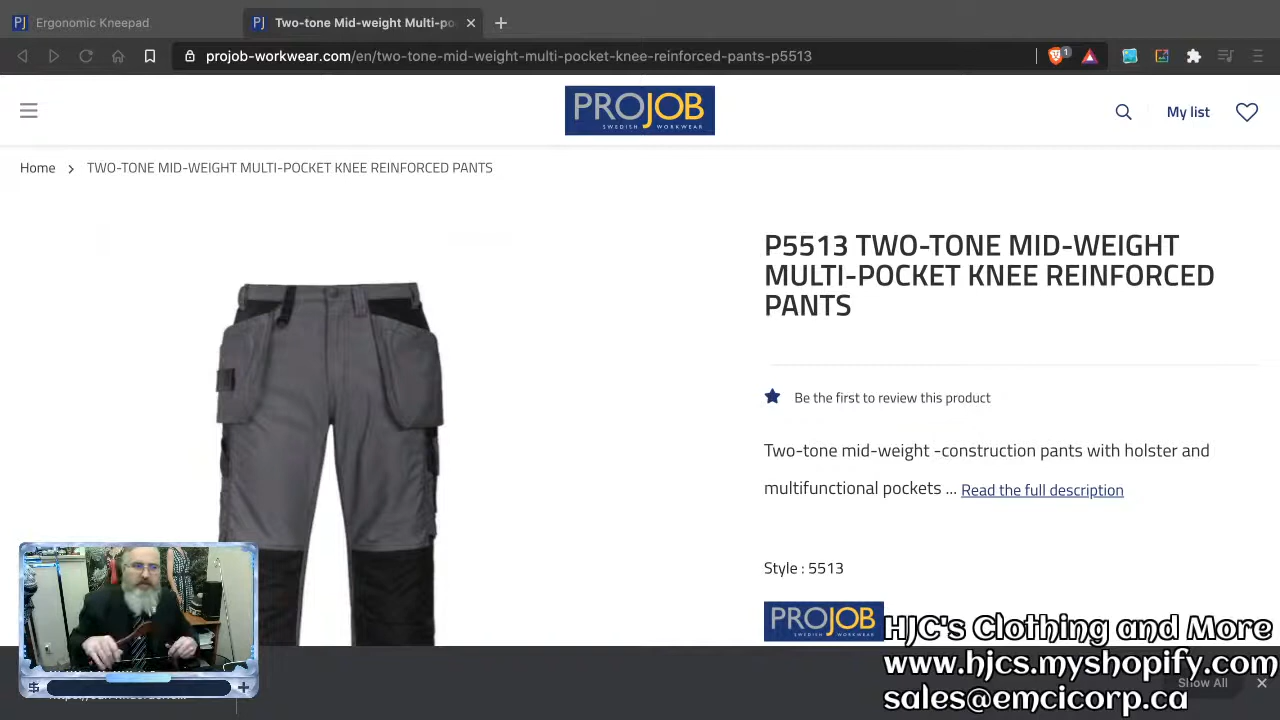 Ergonomic Kneepad
Two-tone Mid-weight Multi-po
projob-workwear.com/en/two-tone-mid-weight-multi-pocket-knee-reinforced-pants-p5513
1
PROJOB
SWEDISH WORKWEAR
My list
Home > TWO-TONE MID-WEIGHT MULTI-POCKET KNEE REINFORCED PANTS
P5513 TWO-TONE MID-WEIGHT
MULTI-POCKET KNEE REINFORCED
PANTS
Be the first to review this product
Two-tone mid-weight -construction pants with holster and
multifunctional pockets ... Read the full description
Style : 5513
PROJOB
SWEDISH WORKWEAR
HJC's Clothing and More
www.hjcs.myshopify.com
Show All
sales@emcicorp.ca